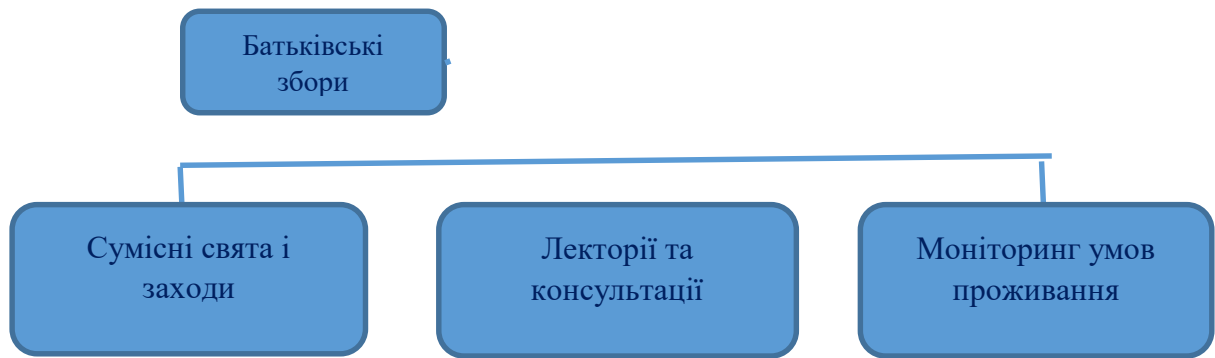 Батьківські
збори
Сумісні свята і
заходи
Лекторії та
консультації
Моніторинг умов
проживання